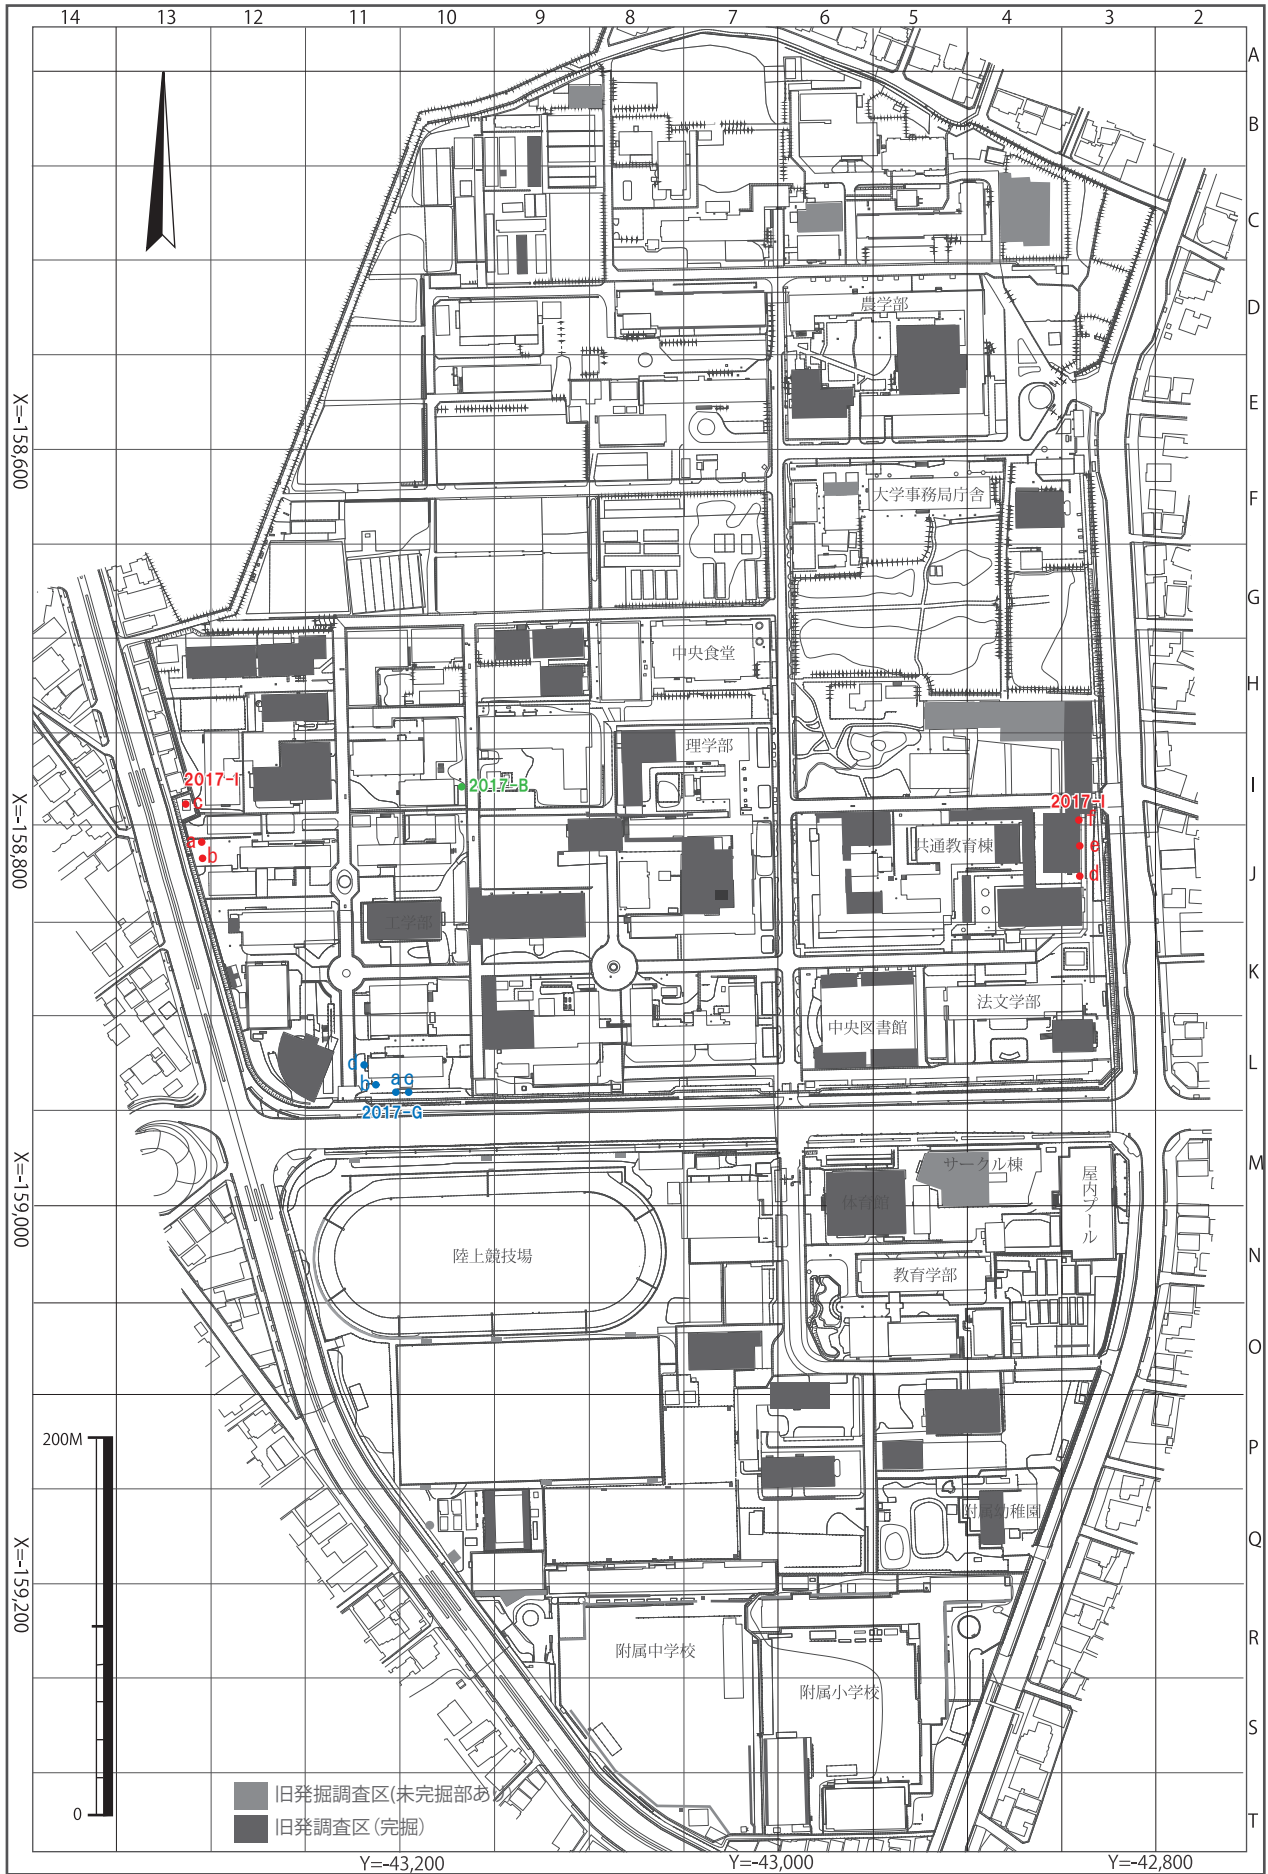 14 13 12 11 10 9 8 7 6 5 4 3 2
A
B
C
D
農学部
E
X=-158,600
F
大学事務局庁舎
G
中央食堂
H
理学部
2017-I
2017-B
I
c
2017-I
f
X=-158,800
a
共通教育棟
e
b
J
d
工学部
K
法文学部
中央図書館
d
L
b
a c
2017-G
サークル棟
M
屋内プール
体育館
X=-159,000
陸上競技場
N
教育学部
O
200M
P
附属幼稚園
Q
X=-159,200
附属中学校
R
附属小学校
S
旧発掘調査区(未完掘部あり)
0
旧発調査区(完掘)
T
Y=-43,200 Y=-43,000 Y=-42,800